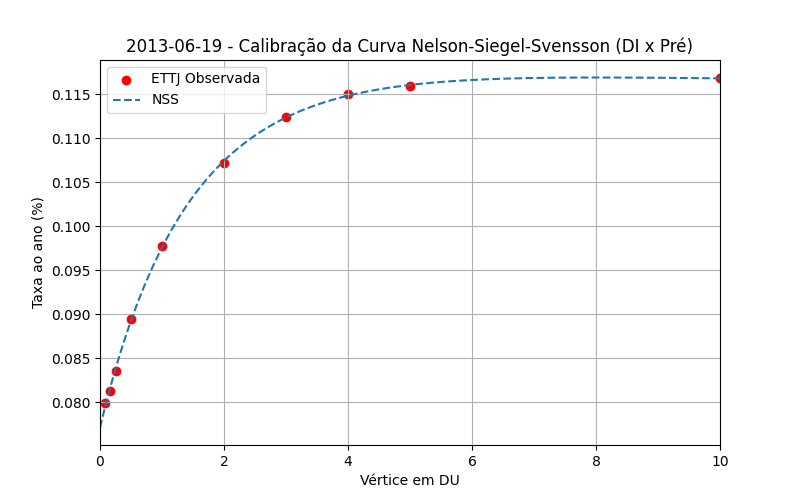 2013-06-19 - Calibração da Curva Nelson-Siegel-Svensson (DI x Pré)
ETTJ Observada
NSS
Taxa ao ano (%)
0.115
0.110
0.105
0.100
0.095
0.090
0.085
0.080
0 2 4 6 8 10
Vértice em DU